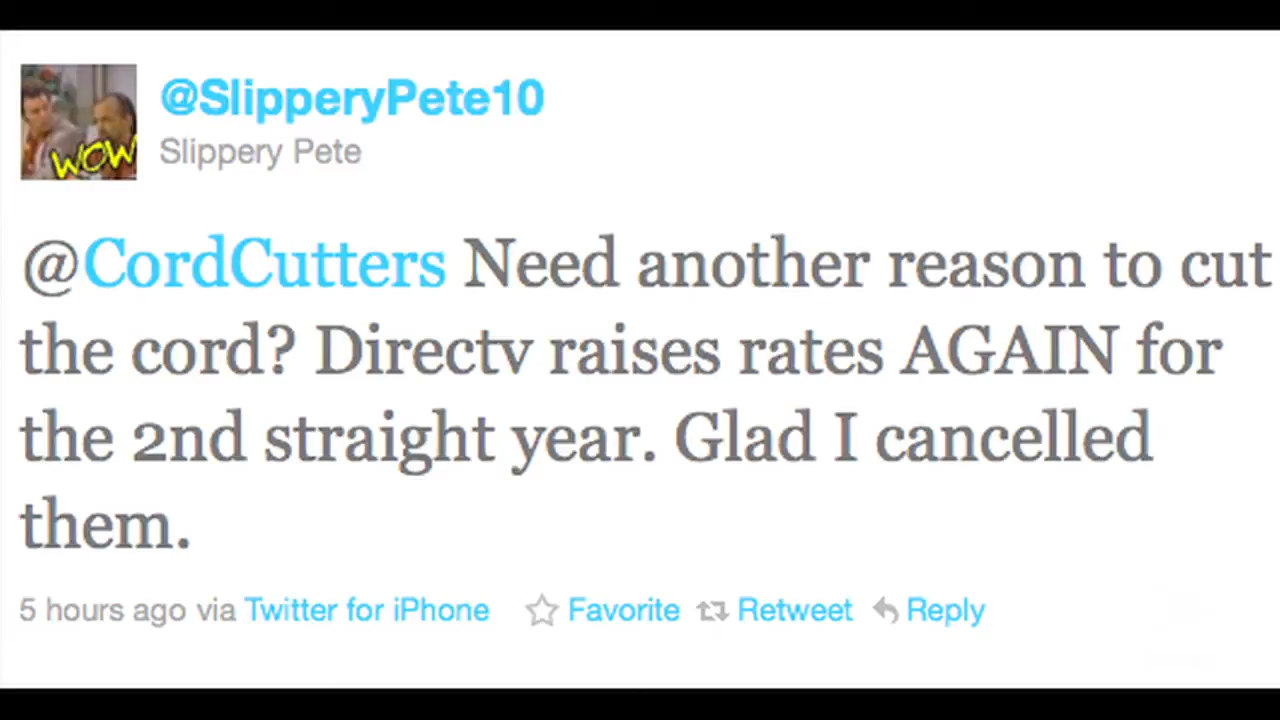 WOW
@SlipperyPete10
Slippery Pete
@CordCutters Need another reason to cut
the cord? Directv raises rates AGAIN for
the 2nd straight year. Glad I cancelled
them.
5 hours ago via Twitter for iPhone Favorite Retweet Reply